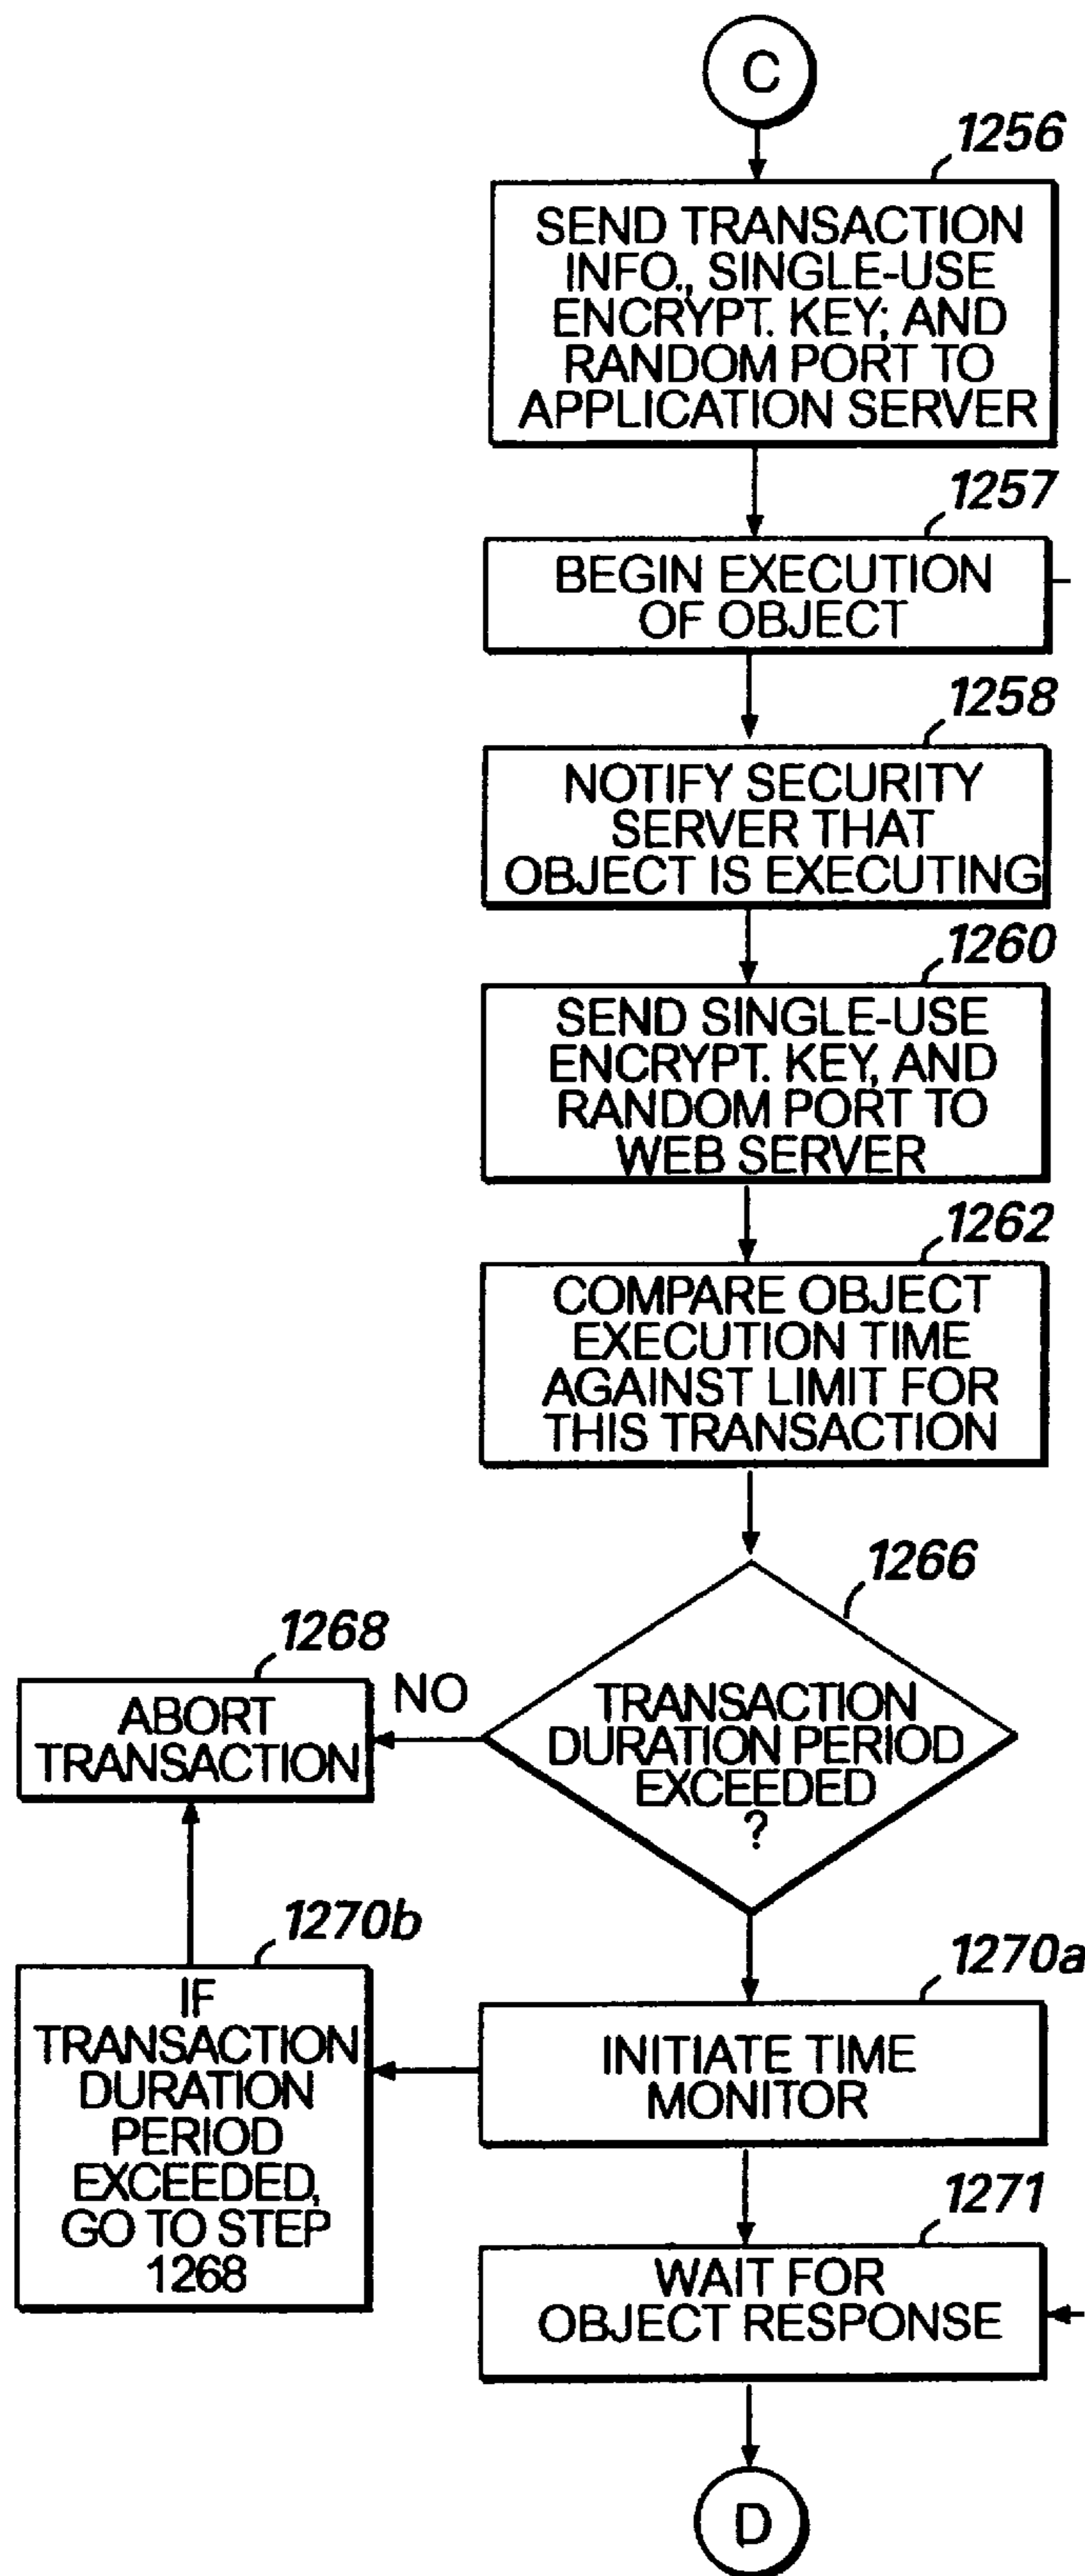 C
1256
SEND TRANSACTION
INFO., SINGLE-USE
ENCRYPT. KEY; AND
RANDOM PORT TO
APPLICATION SERVER
1257
BEGIN EXECUTION
OF OBJECT
1258
NOTIFY SECURITY
SERVER THAT
OBJECT IS EXECUTING
1260
SEND SINGLE-USE
ENCRYPT. KEY, AND
RANDOM PORT TO
WEB SERVER
1262
COMPARE OBJECT
EXECUTION TIME
AGAINST LIMIT FOR
THIS TRANSACTION
1266
TRANSACTION
DURATION PERIOD
EXCEEDED
?
NO
1268
ABORT
TRANSACTION
1270b
IF
TRANSACTION
DURATION
PERIOD
EXCEEDED,
GO TO STEP
1268
1270a
INITIATE TIME
MONITOR
1271
WAIT FOR
OBJECT RESPONSE
D